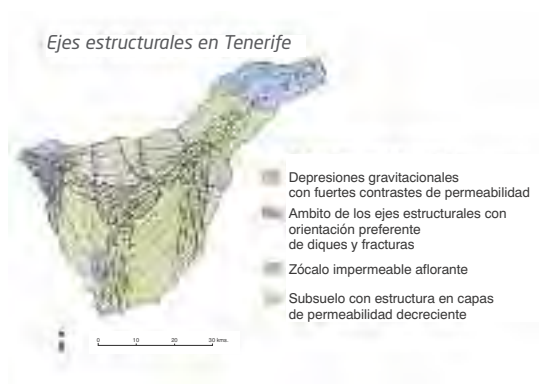 Ejes estructurales en Tenerife
Depresiones gravitacionales
con fuertes contrastes de permeabilidad
Ambito de los ejes estructurales con
orientación preferente
de diques y fracturas
Zócalo impermeable aflorante
Subsuelo con estructura en capas
de permeabilidad decreciente
0 10 20 30 kms.